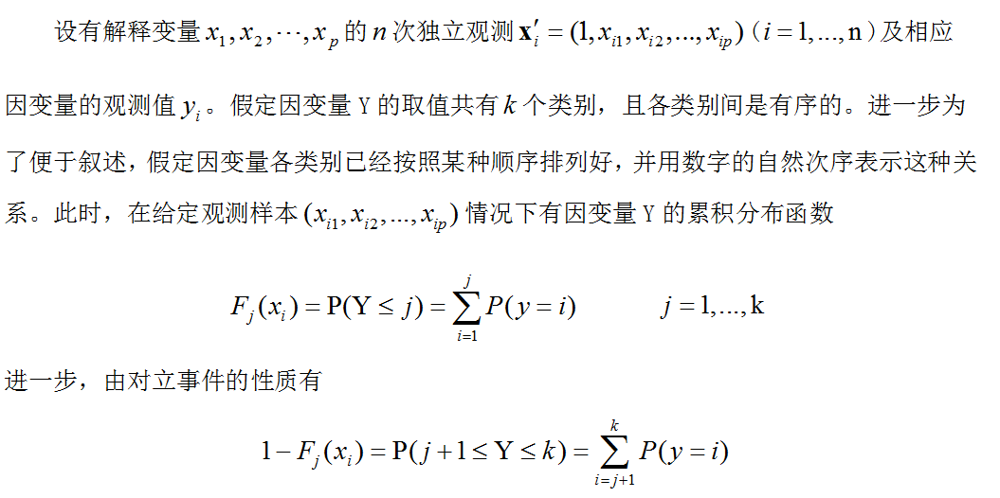 设有解释变量 $x_1, x_2, \cdots, x_p$ 的 $n$ 次独立观测 $\mathbf{x}_i' = (1, x_{i1}, x_{i2}, ..., x_{ip})$（$i = 1, ..., \mathrm{n}$）及相应
因变量的观测值 $y_i$。假定因变量 Y 的取值共有 $k$ 个类别，且各类别间是有序的。进一步为
了便于叙述，假定因变量各类别已经按照某种顺序排列好，并用数字的自然次序表示这种关
系。此时，在给定观测样本 $(x_{i1}, x_{i2}, ..., x_{ip})$ 情况下有因变量 Y 的累积分布函数
$F_j(x_i) = \mathrm{P}(\mathrm{Y} \le j) = \sum_{i=1}^{j} P(y = i) \qquad j = 1, ..., \mathrm{k}$
进一步，由对立事件的性质有
$1 - F_j(x_i) = \mathrm{P}(j + 1 \le \mathrm{Y} \le k) = \sum_{i=j+1}^{k} P(y = i)$